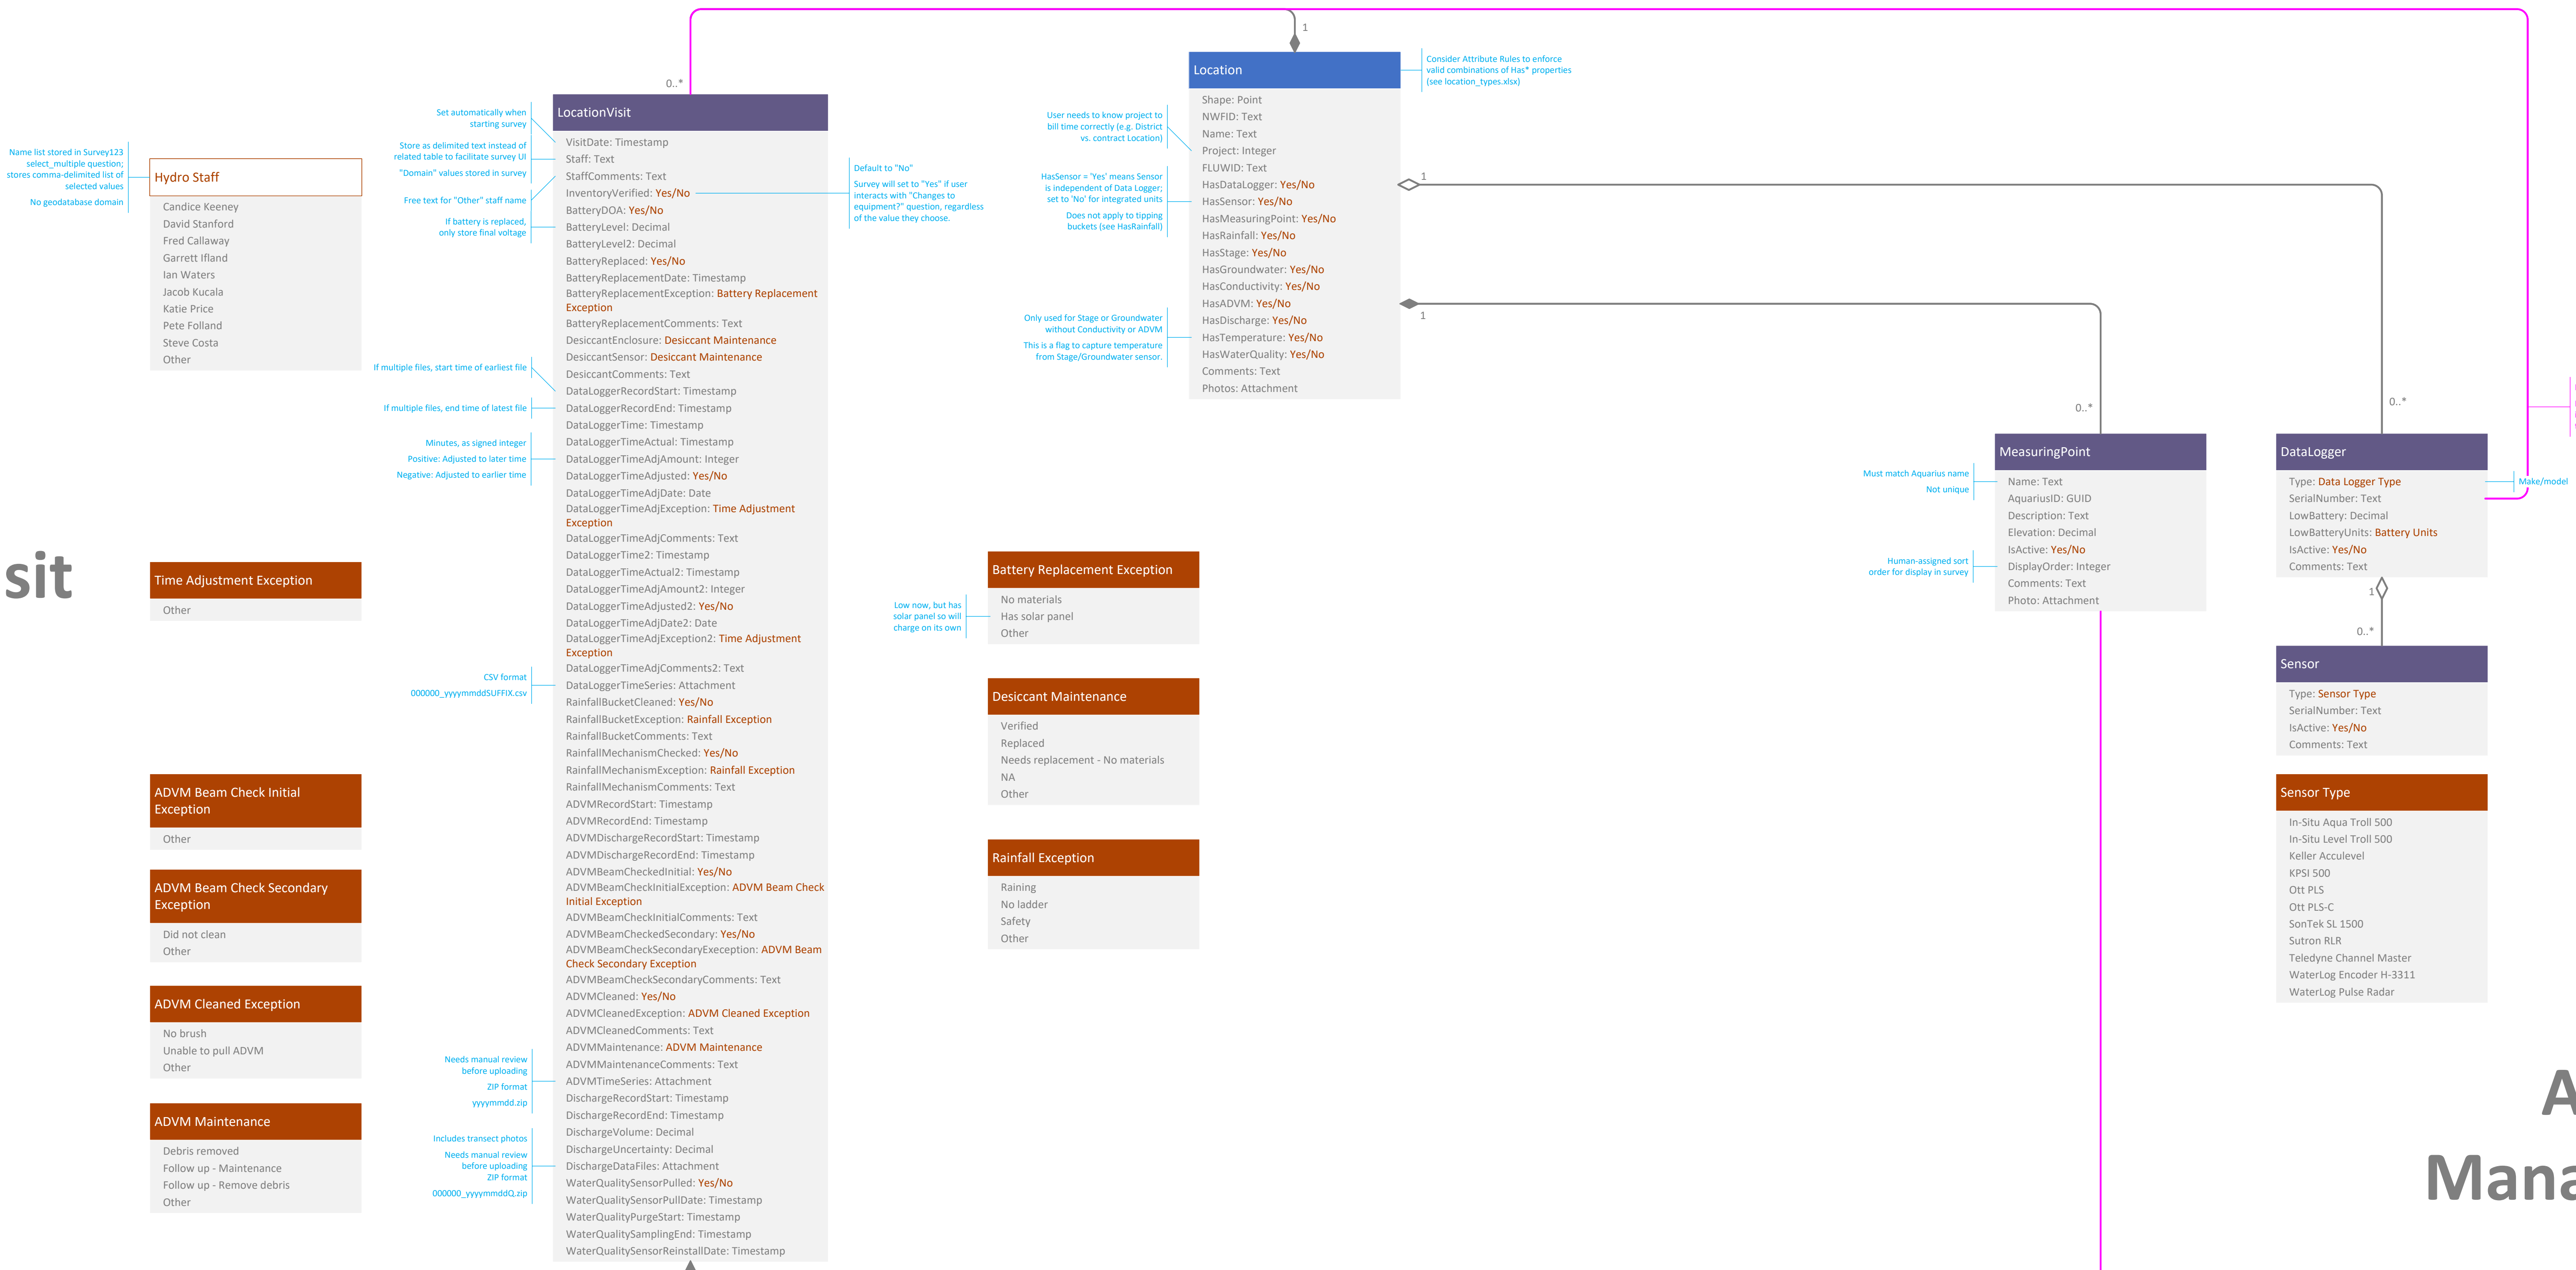 1
0..*
Location
Consider Attribute Rules to enforce
valid combinations of Has* properties
(see location_types.xlsx)
Shape: Point
NWFID: Text
Name: Text
Project: Integer
FLUWID: Text
HasDataLogger: Yes/No
HasSensor: Yes/No
HasMeasuringPoint: Yes/No
HasRainfall: Yes/No
HasStage: Yes/No
HasGroundwater: Yes/No
HasConductivity: Yes/No
HasADVM: Yes/No
HasDischarge: Yes/No
HasTemperature: Yes/No
HasWaterQuality: Yes/No
Comments: Text
Photos: Attachment
User needs to know project to
bill time correctly (e.g. District
vs. contract Location)
HasSensor = 'Yes' means Sensor
is independent of Data Logger;
set to 'No' for integrated units
Does not apply to tipping
buckets (see HasRainfall)
Only used for Stage or Groundwater
without Conductivity or ADVM
This is a flag to capture temperature
from Stage/Groundwater sensor.
1
1
0..*
0..*
Name list stored in Survey123
select_multiple question;
stores comma-delimited list of
selected values
No geodatabase domain
Hydro Staff
Candice Keeney
David Stanford
Fred Callaway
Garrett Ifland
Ian Waters
Jacob Kucala
Katie Price
Pete Folland
Steve Costa
Other
sit
Time Adjustment Exception
Other
ADVM Beam Check Initial
Exception
Other
ADVM Beam Check Secondary
Exception
Did not clean
Other
ADVM Cleaned Exception
No brush
Unable to pull ADVM
Other
ADVM Maintenance
Debris removed
Follow up - Maintenance
Follow up - Remove debris
Other
Set automatically when
starting survey
Store as delimited text instead of
related table to facilitate survey UI
"Domain" values stored in survey
Free text for "Other" staff name
If battery is replaced,
only store final voltage
If multiple files, start time of earliest file
If multiple files, end time of latest file
Minutes, as signed integer
Positive: Adjusted to later time
Negative: Adjusted to earlier time
CSV format
000000_yyyymmddSUFFIX.csv
Needs manual review
before uploading
ZIP format
yyyymmdd.zip
Includes transect photos
Needs manual review
before uploading
ZIP format
000000_yyyymmddQ.zip
LocationVisit
VisitDate: Timestamp
Staff: Text
StaffComments: Text
InventoryVerified: Yes/No
BatteryDOA: Yes/No
BatteryLevel: Decimal
BatteryLevel2: Decimal
BatteryReplaced: Yes/No
BatteryReplacementDate: Timestamp
BatteryReplacementException: Battery Replacement
Exception
BatteryReplacementComments: Text
DesiccantEnclosure: Desiccant Maintenance
DesiccantSensor: Desiccant Maintenance
DesiccantComments: Text
DataLoggerRecordStart: Timestamp
DataLoggerRecordEnd: Timestamp
DataLoggerTime: Timestamp
DataLoggerTimeActual: Timestamp
DataLoggerTimeAdjAmount: Integer
DataLoggerTimeAdjusted: Yes/No
DataLoggerTimeAdjDate: Date
DataLoggerTimeAdjException: Time Adjustment
Exception
DataLoggerTimeAdjComments: Text
DataLoggerTime2: Timestamp
DataLoggerTimeActual2: Timestamp
DataLoggerTimeAdjAmount2: Integer
DataLoggerTimeAdjusted2: Yes/No
DataLoggerTimeAdjDate2: Date
DataLoggerTimeAdjException2: Time Adjustment
Exception
DataLoggerTimeAdjComments2: Text
DataLoggerTimeSeries: Attachment
RainfallBucketCleaned: Yes/No
RainfallBucketException: Rainfall Exception
RainfallBucketComments: Text
RainfallMechanismChecked: Yes/No
RainfallMechanismException: Rainfall Exception
RainfallMechanismComments: Text
ADVMRecordStart: Timestamp
ADVMRecordEnd: Timestamp
ADVMDischargeRecordStart: Timestamp
ADVMDischargeRecordEnd: Timestamp
ADVMBeamCheckedInitial: Yes/No
ADVMBeamCheckInitialException: ADVM Beam Check
Initial Exception
ADVMBeamCheckInitialComments: Text
ADVMBeamCheckedSecondary: Yes/No
ADVMBeamCheckSecondaryExeception: ADVM Beam
Check Secondary Exception
ADVMBeamCheckSecondaryComments: Text
ADVMCleaned: Yes/No
ADVMCleanedException: ADVM Cleaned Exception
ADVMCleanedComments: Text
ADVMMaintenance: ADVM Maintenance
ADVMMaintenanceComments: Text
ADVMTimeSeries: Attachment
DischargeRecordStart: Timestamp
DischargeRecordEnd: Timestamp
DischargeVolume: Decimal
DischargeUncertainty: Decimal
DischargeDataFiles: Attachment
WaterQualitySensorPulled: Yes/No
WaterQualitySensorPullDate: Timestamp
WaterQualityPurgeStart: Timestamp
WaterQualitySamplingEnd: Timestamp
WaterQualitySensorReinstallDate: Timestamp
Default to "No"
Survey will set to "Yes" if user
interacts with "Changes to
equipment?" question, regardless
of the value they choose.
Low now, but has
solar panel so will
charge on its own
Battery Replacement Exception
No materials
Has solar panel
Other
Desiccant Maintenance
Verified
Replaced
Needs replacement - No materials
NA
Other
Rainfall Exception
Raining
No ladder
Safety
Other
Must match Aquarius name
Not unique
Human-assigned sort
order for display in survey
MeasuringPoint
Name: Text
AquariusID: GUID
Description: Text
Elevation: Decimal
IsActive: Yes/No
DisplayOrder: Integer
Comments: Text
Photo: Attachment
DataLogger
Type: Data Logger Type
SerialNumber: Text
LowBattery: Decimal
LowBatteryUnits: Battery Units
IsActive: Yes/No
Comments: Text
Make/model
1
0..*
Sensor
Type: Sensor Type
SerialNumber: Text
IsActive: Yes/No
Comments: Text
Sensor Type
In-Situ Aqua Troll 500
In-Situ Level Troll 500
Keller Acculevel
KPSI 500
Ott PLS
Ott PLS-C
SonTek SL 1500
Sutron RLR
Teledyne Channel Master
WaterLog Encoder H-3311
WaterLog Pulse Radar
A
Mana